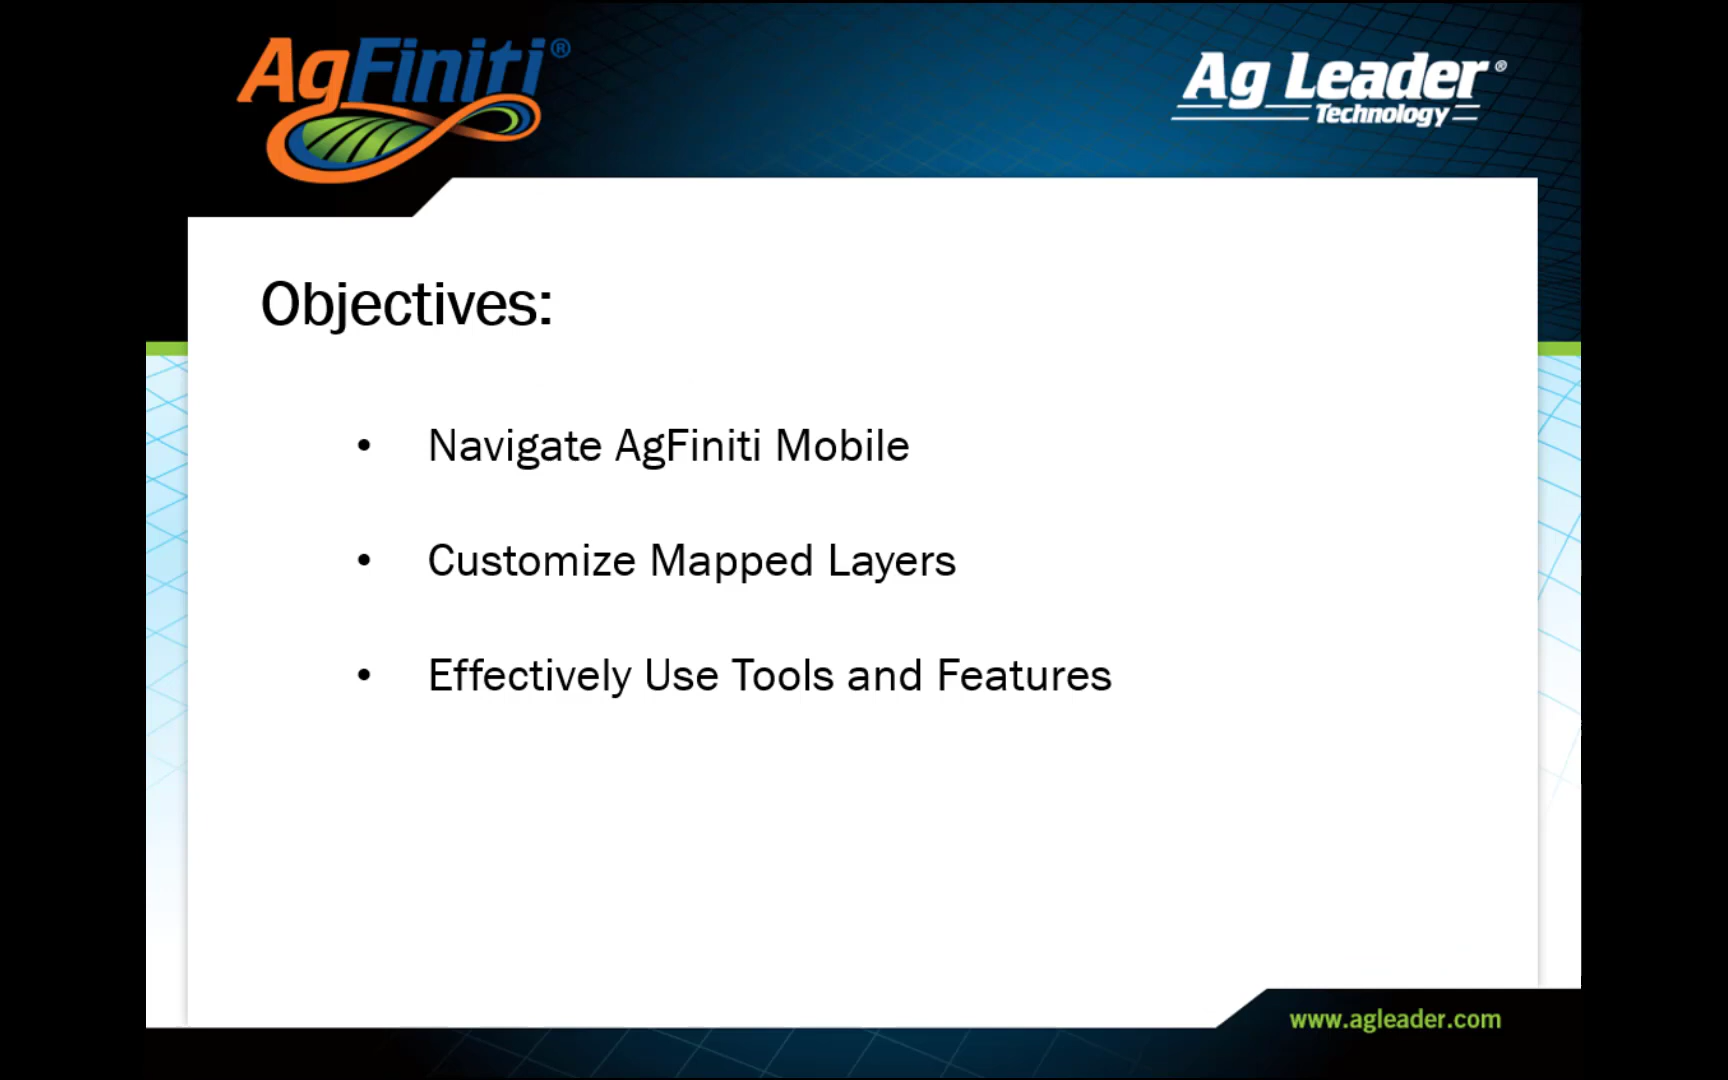 AgFiniti®
Ag Leader®
Technology
Objectives:
• Navigate AgFiniti Mobile
• Customize Mapped Layers
• Effectively Use Tools and Features
www.agleader.com